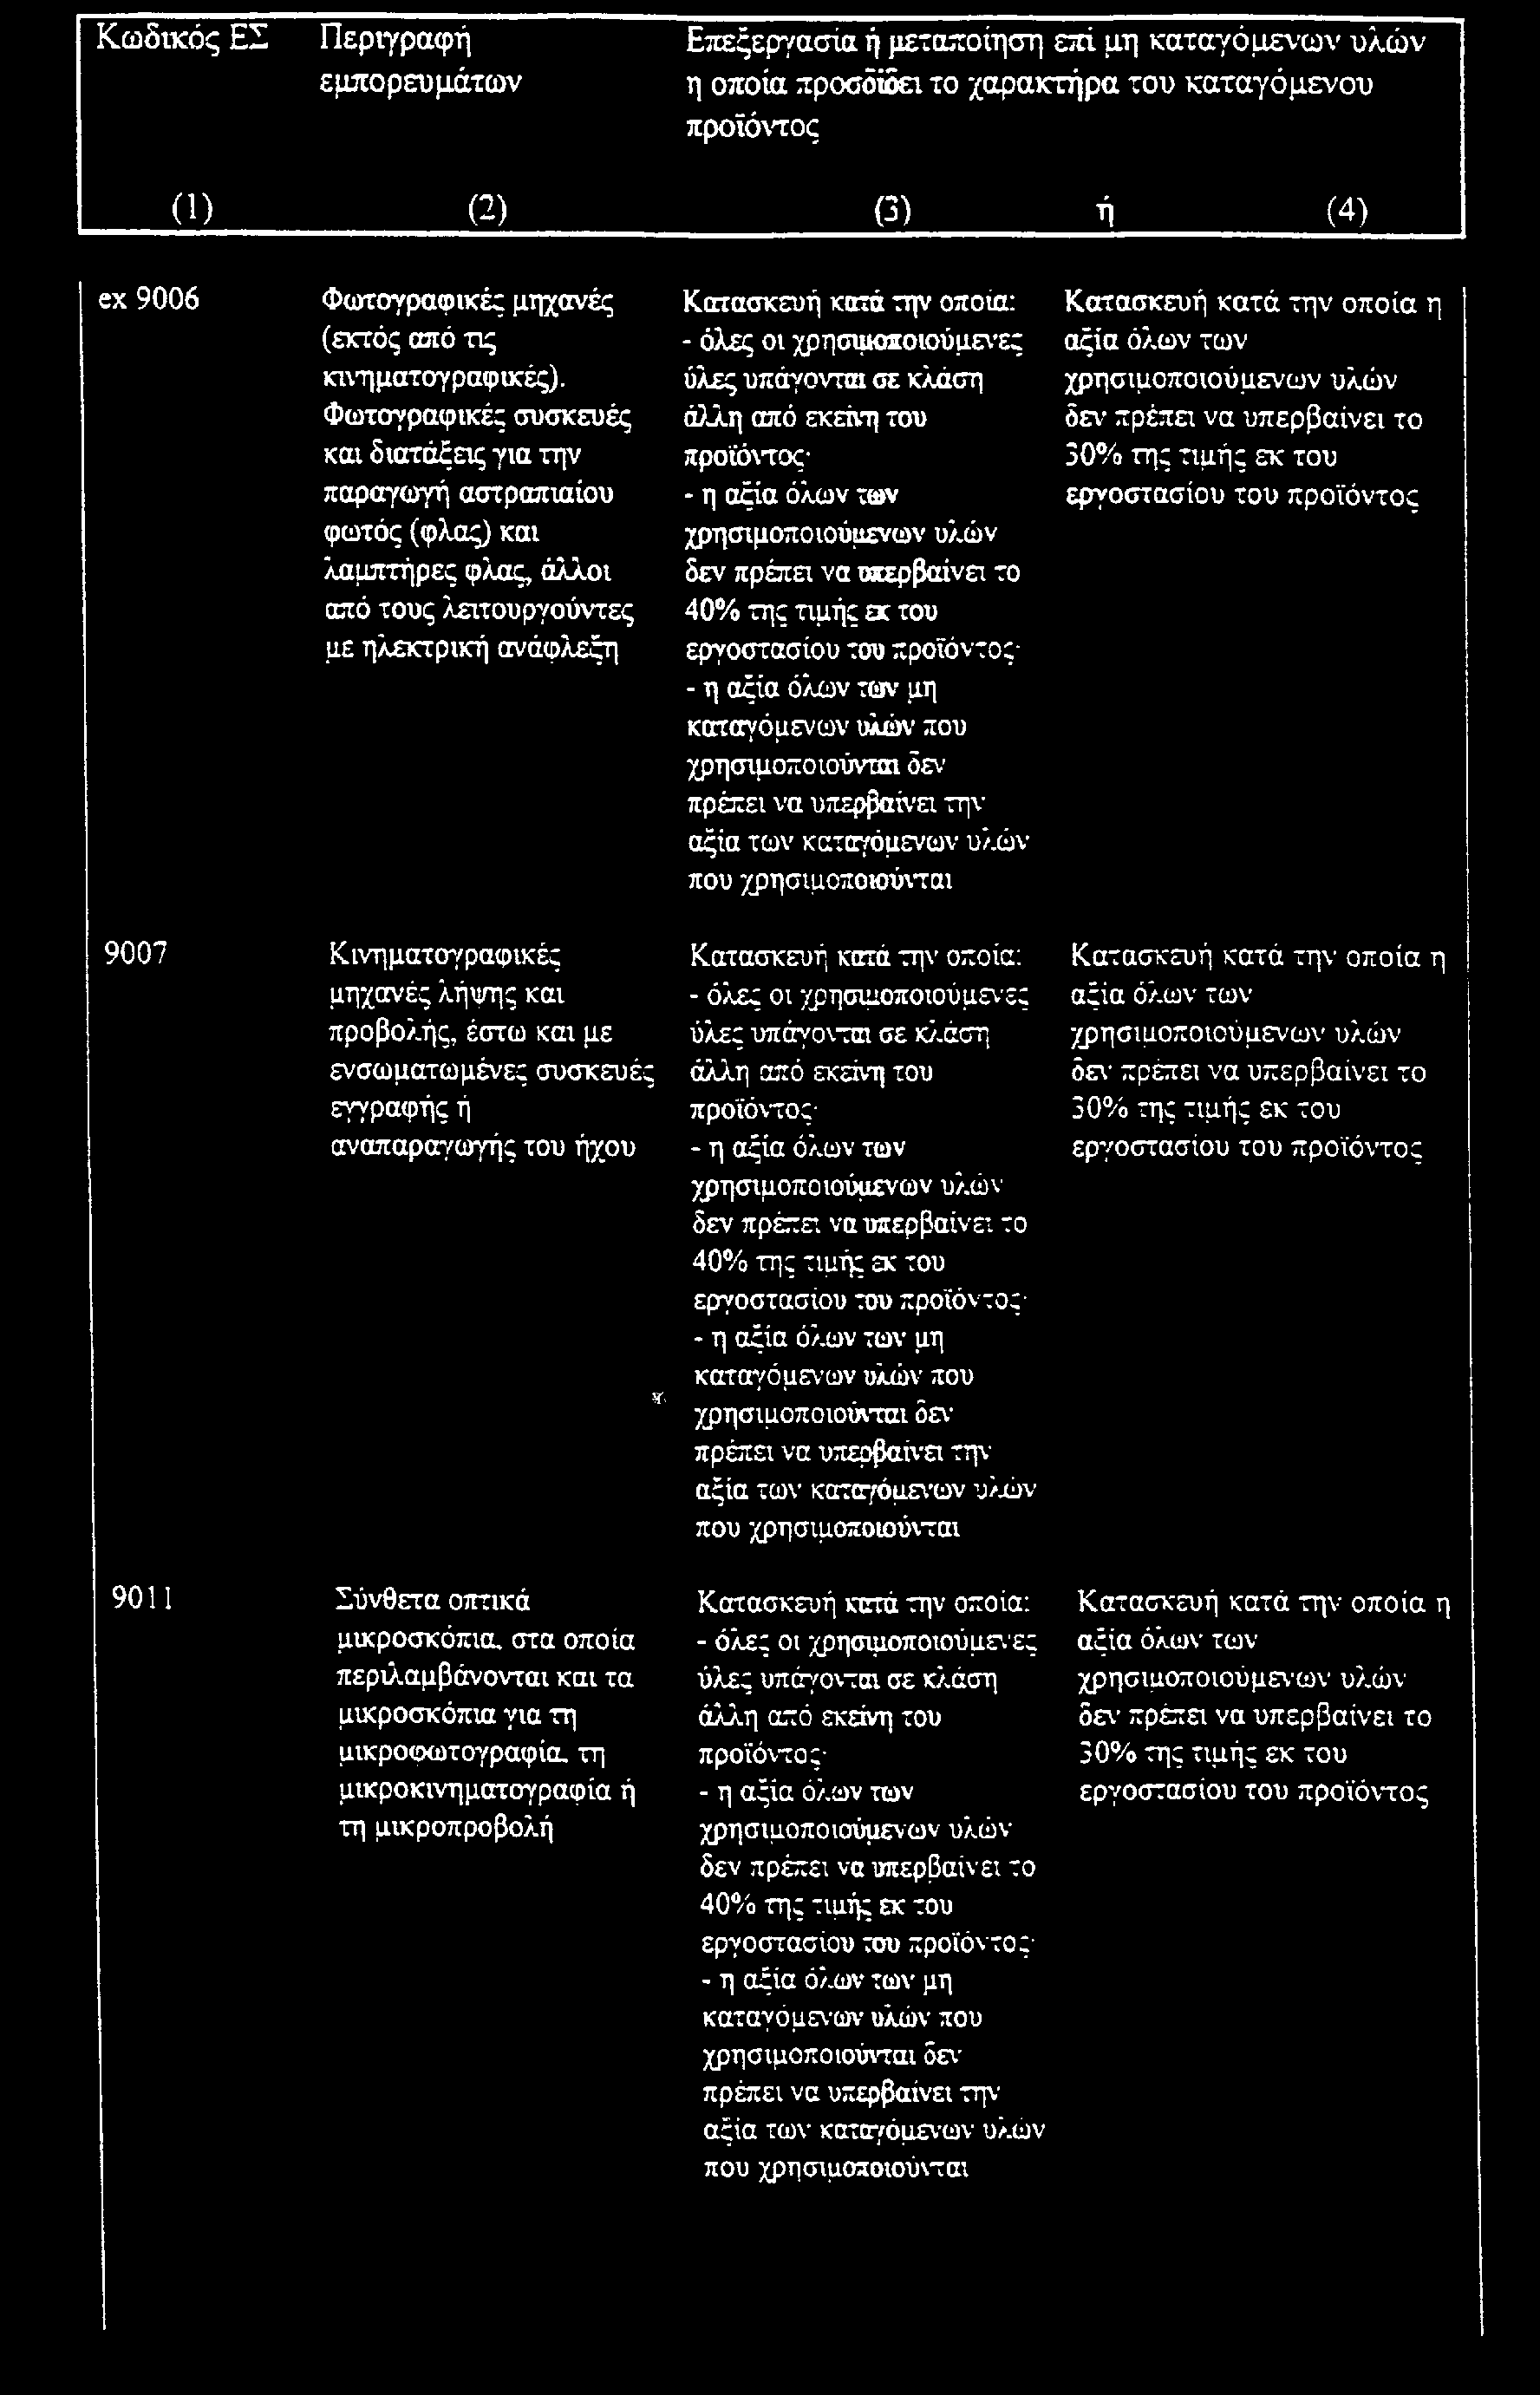 Κωδικός ΕΣ
Περιγραφή
εμπορευμάτων
Επεξεργασία ή μεταποίηση επί μη καταγόμενων υλών
η οποία προσδίδει το χαρακτήρα του καταγόμενου
προϊόντος
(1)
(2)
(3)
ή
(4)
ex 9006
Φωτογραφικές μηχανές
(εκτός από τις
κινηματογραφικές).
Φωτογραφικές συσκευές
και διατάξεις για την
παραγωγή αστραπιαίου
φωτός (φλας) και
λαμπτήρες φλας, άλλοι
από τους λειτουργούντες
με ηλεκτρική ανάφλεξη
Κατασκευή κατά την οποία:
- όλες οι χρησιμοποιούμενες
ύλες υπάγονται σε κλάση
άλλη από εκείνη του
προϊόντος·
- η αξία όλων των
χρησιμοποιούμενων υλών
δεν πρέπει να υπερβαίνει το
40% της τιμής εκ του
εργοστασίου του προϊόντος·
- η αξία όλων των μη
καταγόμενων υλών που
χρησιμοποιούνται δεν
πρέπει να υπερβαίνει την
αξία των καταγόμενων υλών
που χρησιμοποιούνται
Κατασκευή κατά την οποία η
αξία όλων των
χρησιμοποιούμενων υλών
δεν πρέπει να υπερβαίνει το
30% της τιμής εκ του
εργοστασίου του προϊόντος
9007
Κινηματογραφικές
μηχανές λήψης και
προβολής, έστω και με
ενσωματωμένες συσκευές
εγγραφής ή
αναπαραγωγής του ήχου
Κατασκευή κατά την οποία:
- όλες οι χρησιμοποιούμενες
ύλες υπάγονται σε κλάση
άλλη από εκείνη του
προϊόντος·
- η αξία όλων των
χρησιμοποιούμενων υλών
δεν πρέπει να υπερβαίνει το
40% της τιμής εκ του
εργοστασίου του προϊόντος·
- η αξία όλων των μη
καταγόμενων υλών που
χρησιμοποιούνται δεν
πρέπει να υπερβαίνει την
αξία των καταγόμενων υλών
που χρησιμοποιούνται
Κατασκευή κατά την οποία η
αξία όλων των
χρησιμοποιούμενων υλών
δεν πρέπει να υπερβαίνει το
30% της τιμής εκ του
εργοστασίου του προϊόντος
9011
Σύνθετα οπτικά
μικροσκόπια, στα οποία
περιλαμβάνονται και τα
μικροσκόπια για τη
μικροφωτογραφία, τη
μικροκινηματογραφία ή
τη μικροπροβολή
Κατασκευή κατά την οποία:
- όλες οι χρησιμοποιούμενες
ύλες υπάγονται σε κλάση
άλλη από εκείνη του
προϊόντος·
- η αξία όλων των
χρησιμοποιούμενων υλών
δεν πρέπει να υπερβαίνει το
40% της τιμής εκ του
εργοστασίου του προϊόντος·
- η αξία όλων των μη
καταγόμενων υλών που
χρησιμοποιούνται δεν
πρέπει να υπερβαίνει την
αξία των καταγόμενων υλών
που χρησιμοποιούνται
Κατασκευή κατά την οποία η
αξία όλων των
χρησιμοποιούμενων υλών
δεν πρέπει να υπερβαίνει το
30% της τιμής εκ του
εργοστασίου του προϊόντος